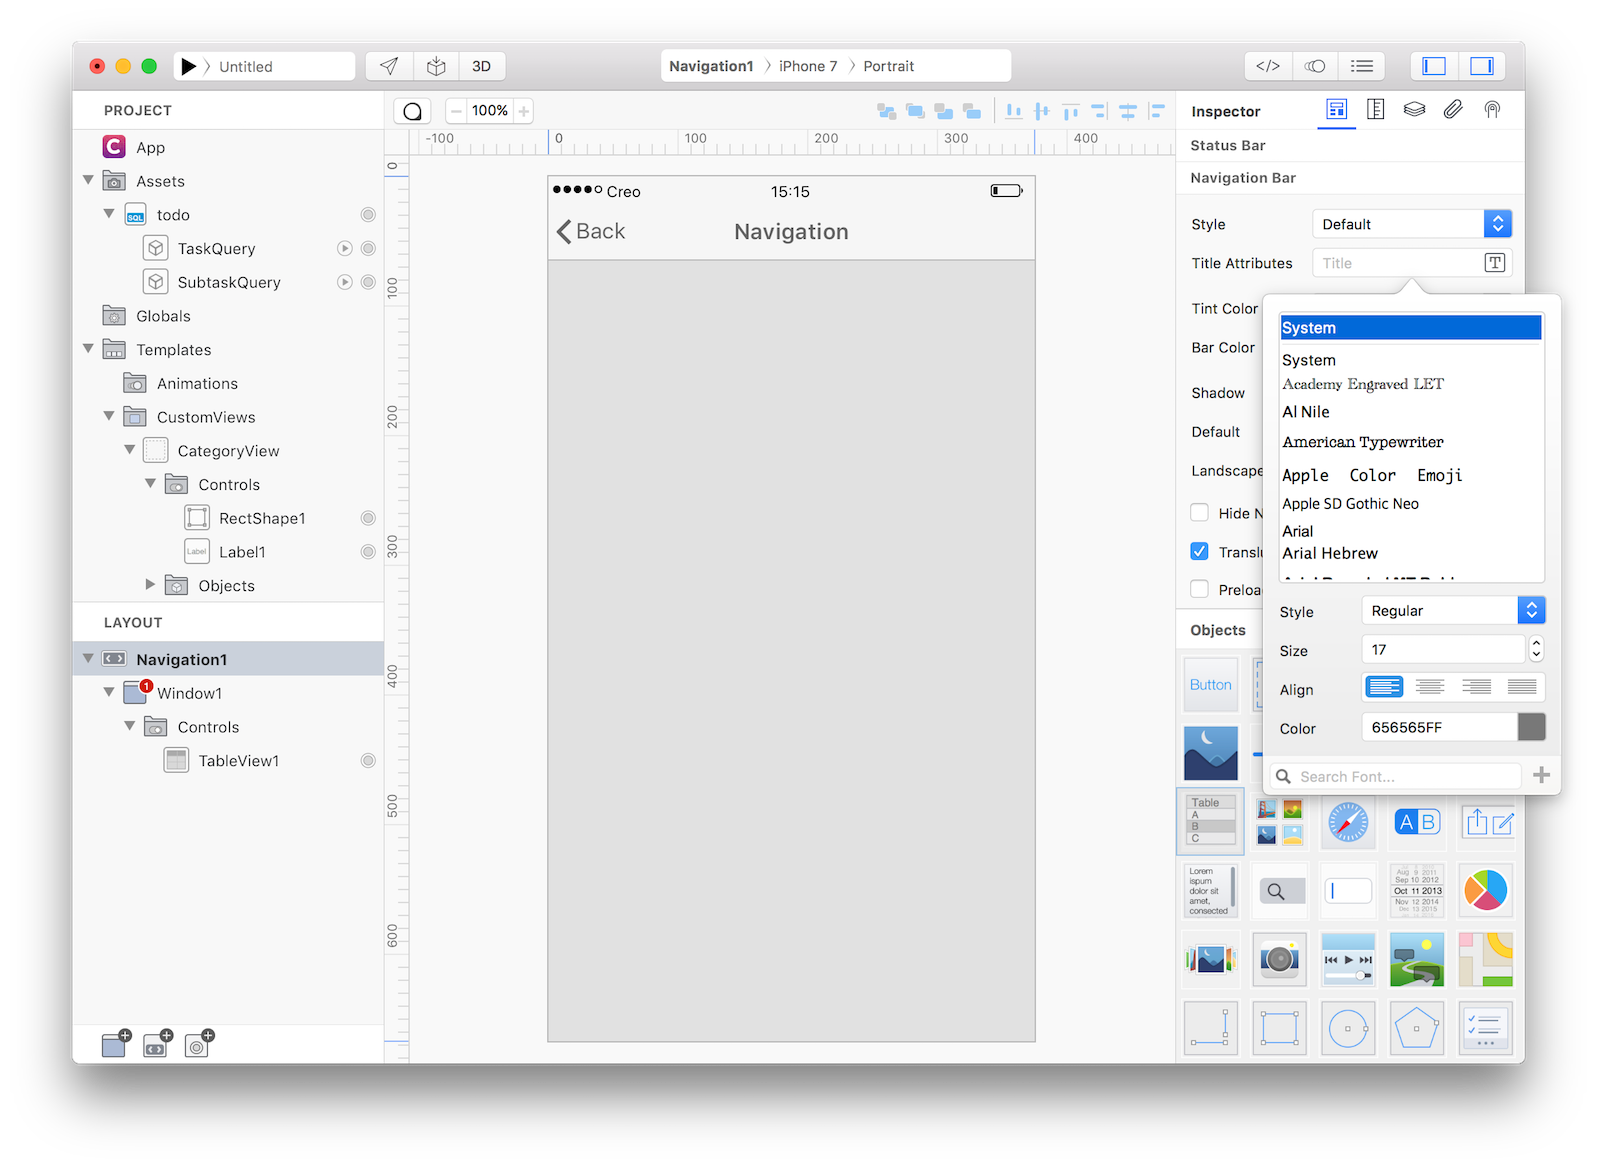 Untitled
3D
Navigation1 iPhone 7 Portrait
</>
PROJECT
App
Assets
SQL todo
TaskQuery
SubtaskQuery
Globals
Templates
Animations
CustomViews
CategoryView
Controls
RectShape1
Label Label1
Objects
LAYOUT
Navigation1
1 Window1
Controls
TableView1
100%
-100 0 100 200 300 400
0
100
200
300
400
500
600
Creo 15:15
Back Navigation
Inspector
Status Bar
Navigation Bar
Style Default
Title Attributes Title T
Tint Color
Bar Color
Shadow
Default
Landscape
Hide N
Translu
Preloa
Objects
Button
System
System
Academy Engraved LET
Al Nile
American Typewriter
Apple Color Emoji
Apple SD Gothic Neo
Arial
Arial Hebrew
Style Regular
Size 17
Align
Color 656565FF
Search Font...
Table
A
B
C
A B
Lorem
ispum
dolor sit
amet,
consected
Aug 9 2011
Sep 10 2012
Oct 11 2013
Nov 12 2014
Dec 13 2015